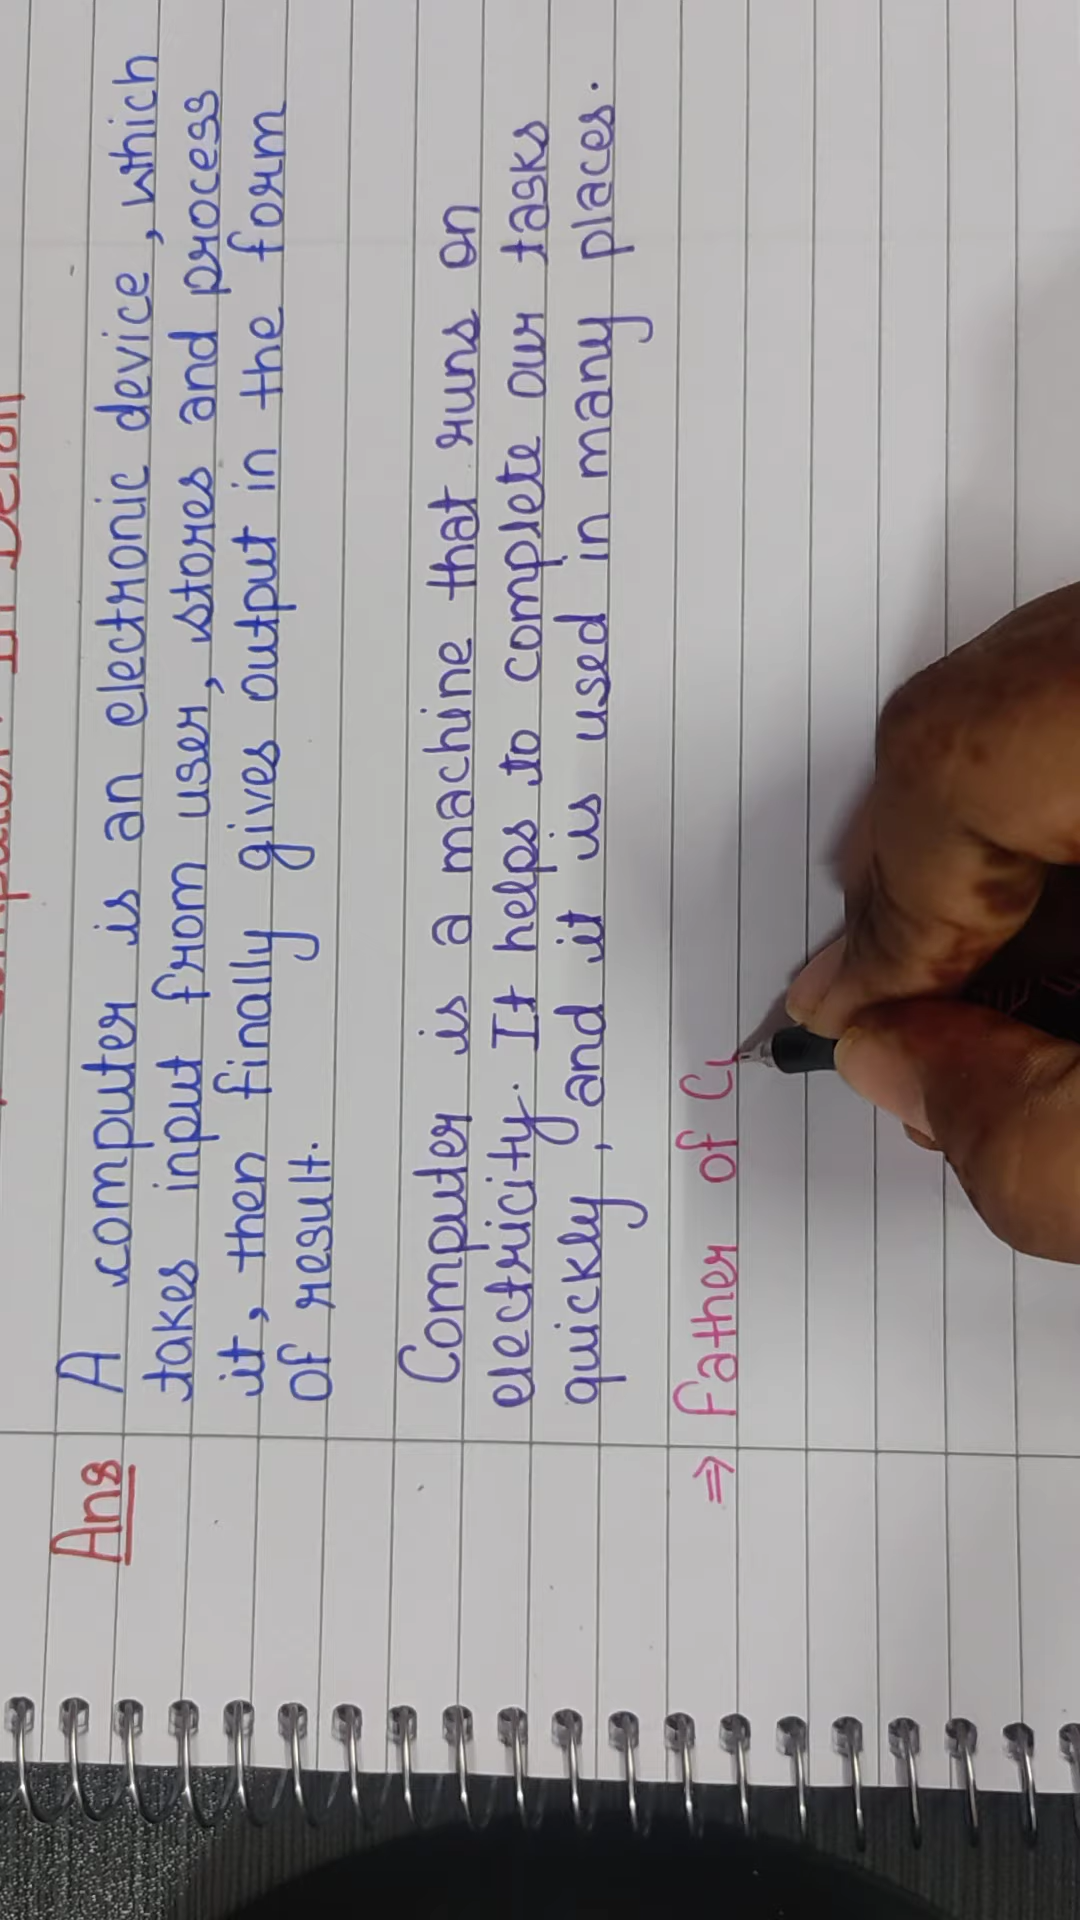 In Detail
Ans
A computer is an electronic device, which
takes input from user, stores and process
it, then finally gives output in the form
of result.
Computer is a machine that runs on
electricity. It helps to complete our tasks
quickly, and it is used in many places.
⇒ Father of C